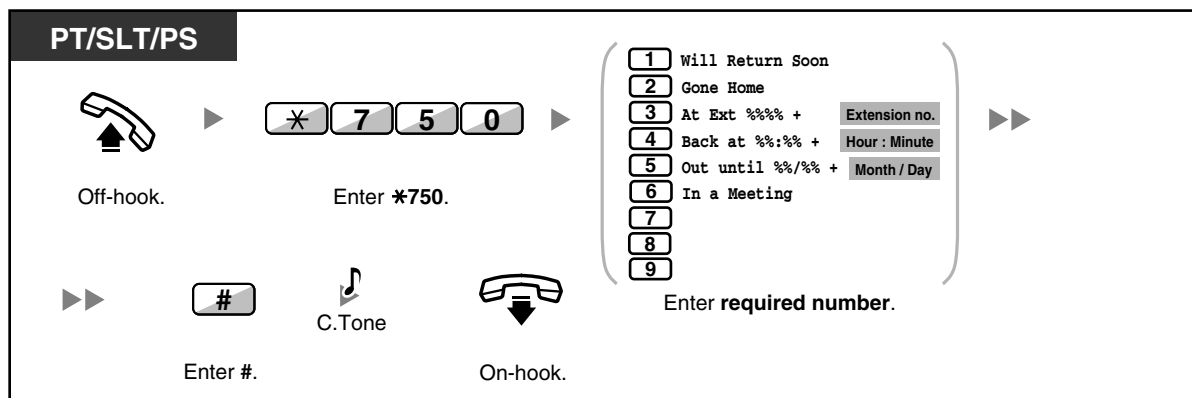 PT/SLT/PS
1 Will Return Soon
2 Gone Home
3 At Ext %%%% + Extension no.
4 Back at %%:%% + Hour : Minute
5 Out until %%/%% + Month / Day
6 In a Meeting
7
8
9
* 7 5 0
Off-hook.
Enter *750.
Enter required number.
#
C.Tone
Enter #.
On-hook.